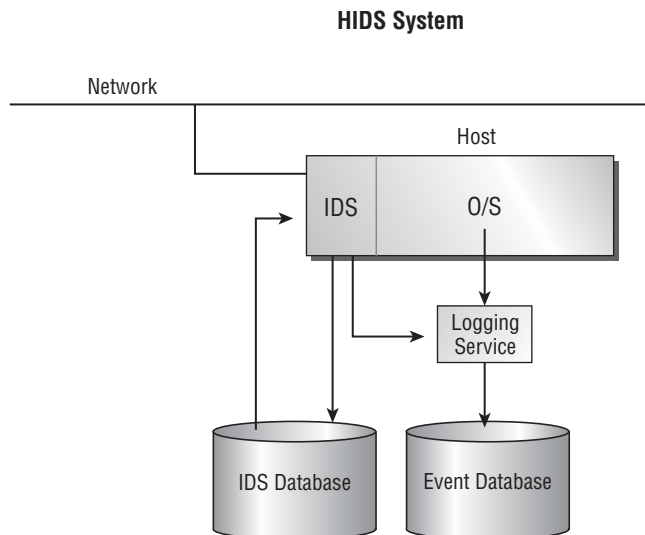 HIDS System
Network
Host
IDS
O/S
Logging
Service
IDS Database
Event Database